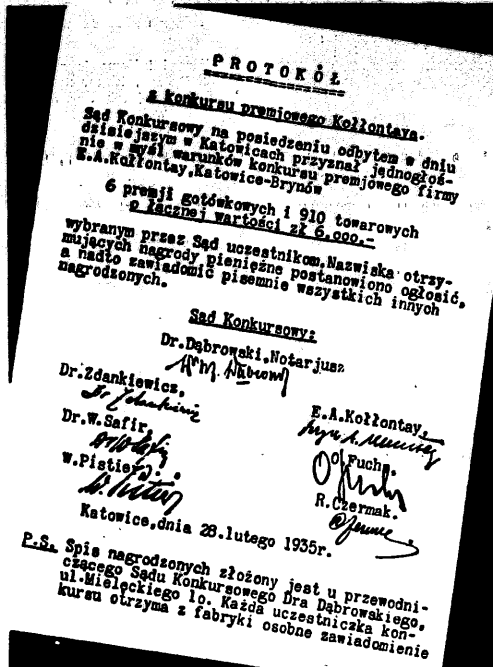 PROTOKÓŁ
z konkursu premjowego Kołłontaya.
Sąd Konkursowy na posiedzeniu odbytem w dniu
dzisiejszym w Katowicach przyznał jednogłoś-
nie w myśl warunków konkursu premjowego firmy
E.A.Kołłontay, Katowice-Brynów
6 premji gotówkowych i 910 towarowych
o łącznej wartości zł 6.000.-
wybranym przez Sąd uczestnikom. Nazwiska otrzy-
mujących nagrody pieniężne postanowiono ogłosić,
a nadto zawiadomić pisemnie wszystkich innych
nagrodzonych.
Sąd Konkursowy:
Dr.Dąbrowski, Notarjusz
Dr.Zdankiewicz,
E.A.Kołłontay,
Dr.W.Safir,
O.Fuchs.
W.Pistier,
R.Czermak.
Katowice, dnia 28. lutego 1935r.
P.S. Spis nagrodzonych złożony jest u przewodni-
czącego Sądu Konkursowego Dra Dąbrowskiego,
ul.Mieleckiego 10. Każda uczestniczka kon-
kursu otrzyma z fabryki osobne zawiadomienie